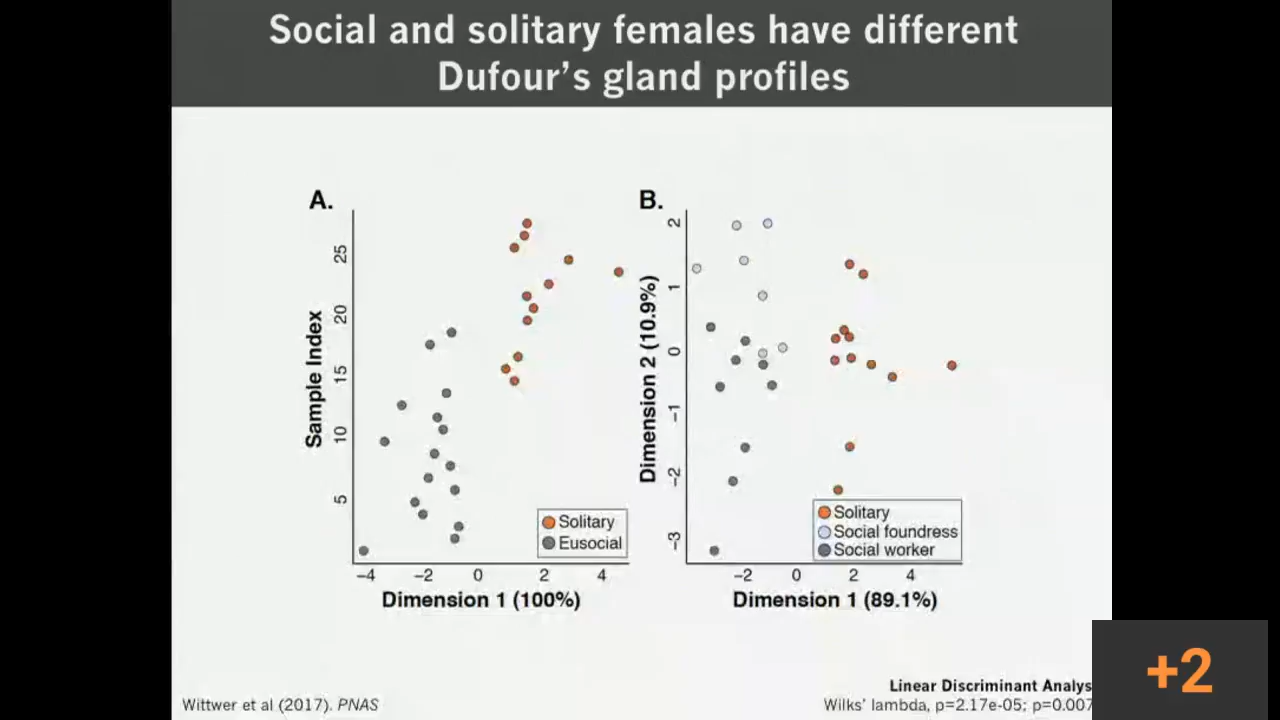 Social and solitary females have different
Dufour's gland profiles
A.
Sample Index
25
20
15
10
5
Solitary
Eusocial
−4
−2
0
2
4
Dimension 1 (100%)
B.
Dimension 2 (10.9%)
2
1
0
−1
−2
−3
Solitary
Social foundress
Social worker
−2
0
2
4
Dimension 1 (89.1%)
Wittwer et al (2017). PNAS
Linear Discriminant Analys
Wilks' lambda, p=2.17e-05; p=0.007
+2